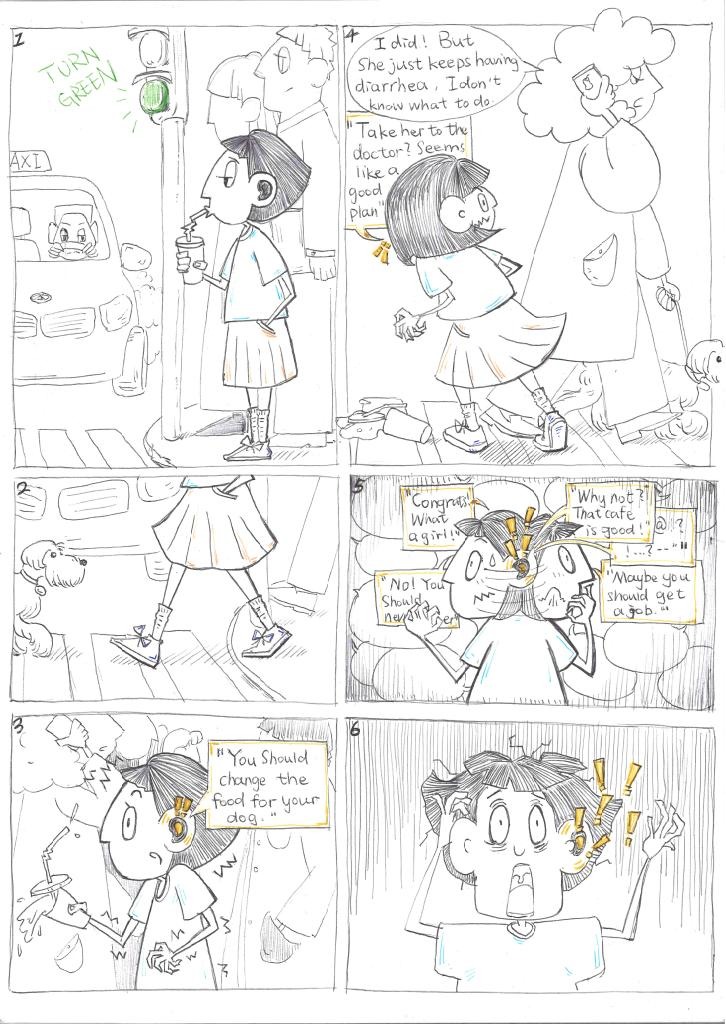 1
TURN
GREEN
AXI
2
3
"You Should
change the
food for your
dog."
4
I did! But
She just keeps having
diarrhea, I don't
know what to do.
"Take her to the
doctor? Seems
like a
good
plan"
5
"Congrats!
What
a girl!"
"Why not?
That cafe
is good!"
@!?
!...?--""
"No! You
Should
"Maybe you
should get
a job."
6